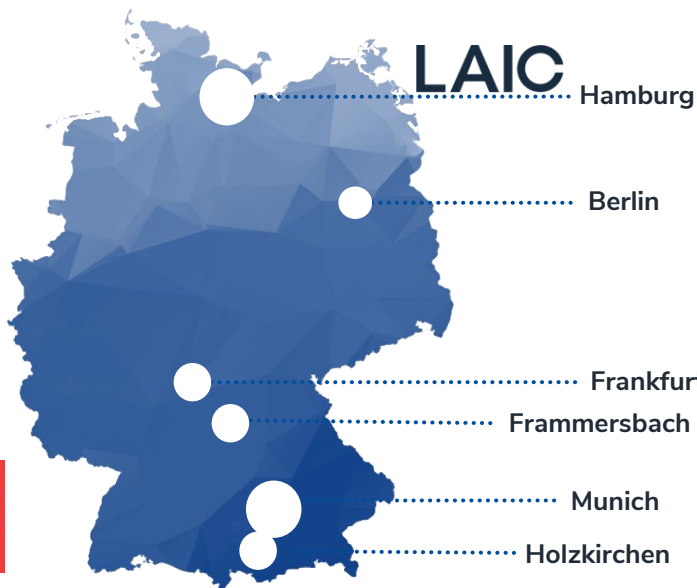 LAIC
Hamburg
Berlin
Frankfur
Frammersbach
Munich
Holzkirchen